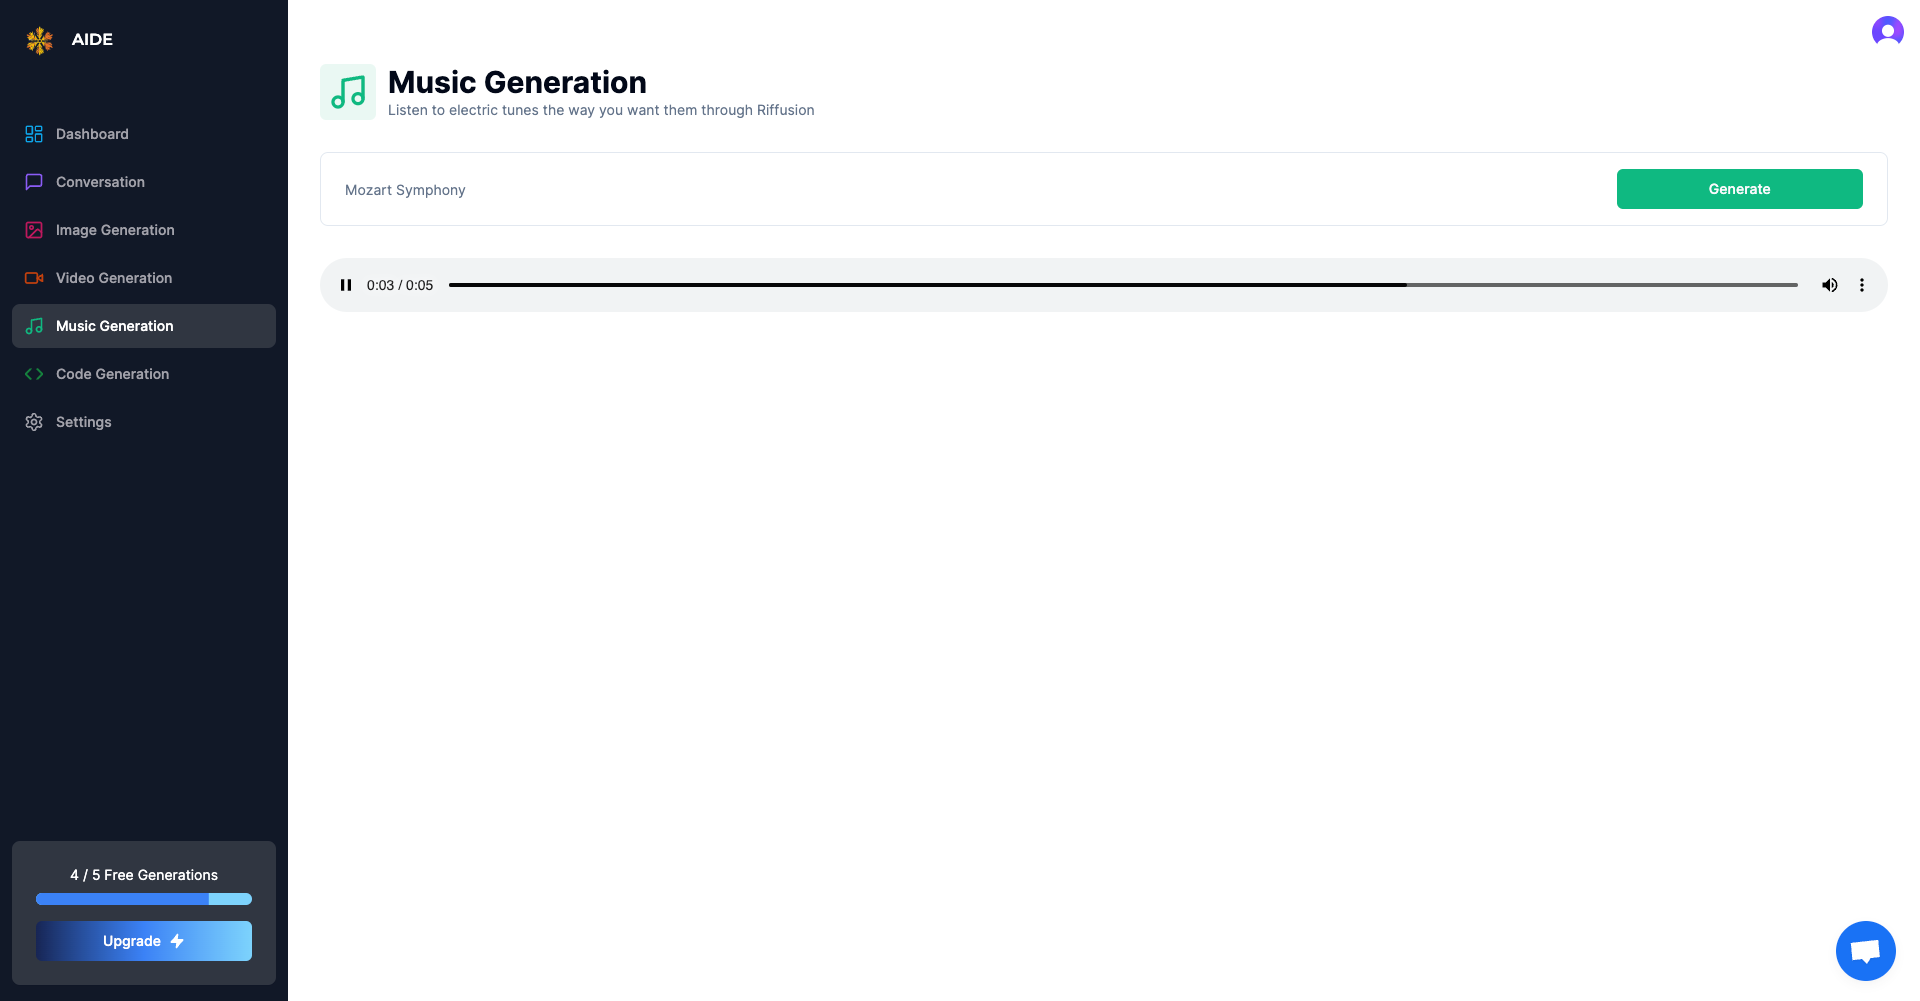 AIDE
Dashboard
Conversation
Image Generation
Video Generation
Music Generation
Code Generation
Settings
4 / 5 Free Generations
Upgrade
Music Generation
Listen to electric tunes the way you want them through Riffusion
Mozart Symphony
Generate
0:03 / 0:05